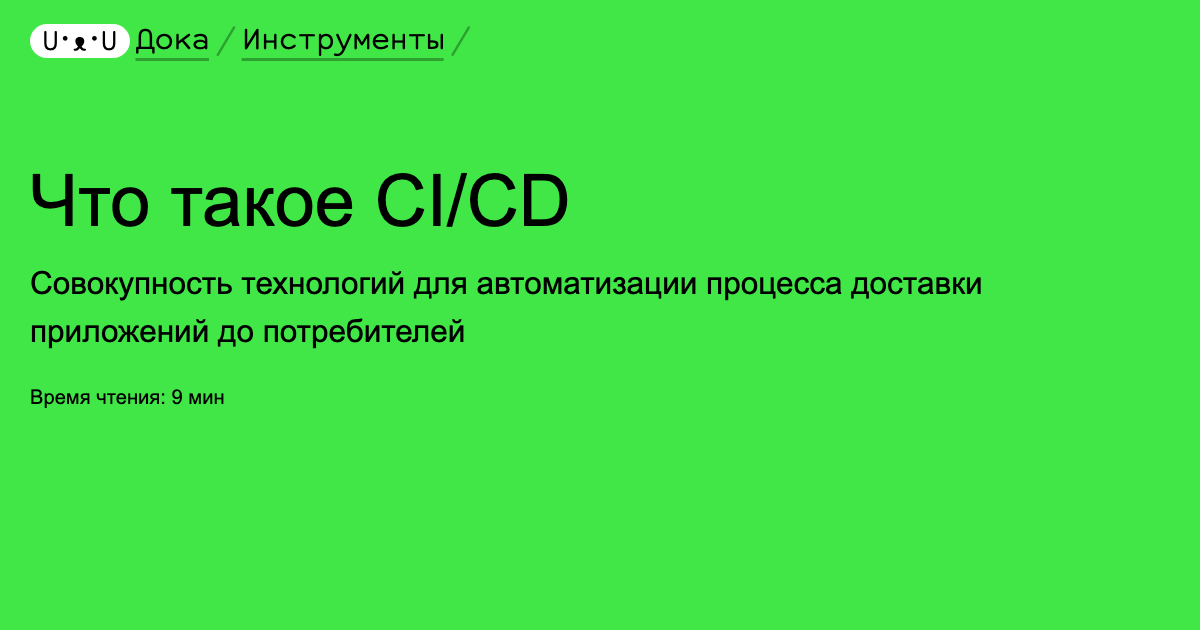 U·ᴥ·U Дока / Инструменты /
Что такое CI/CD
Совокупность технологий для автоматизации процесса доставки
приложений до потребителей
Время чтения: 9 мин